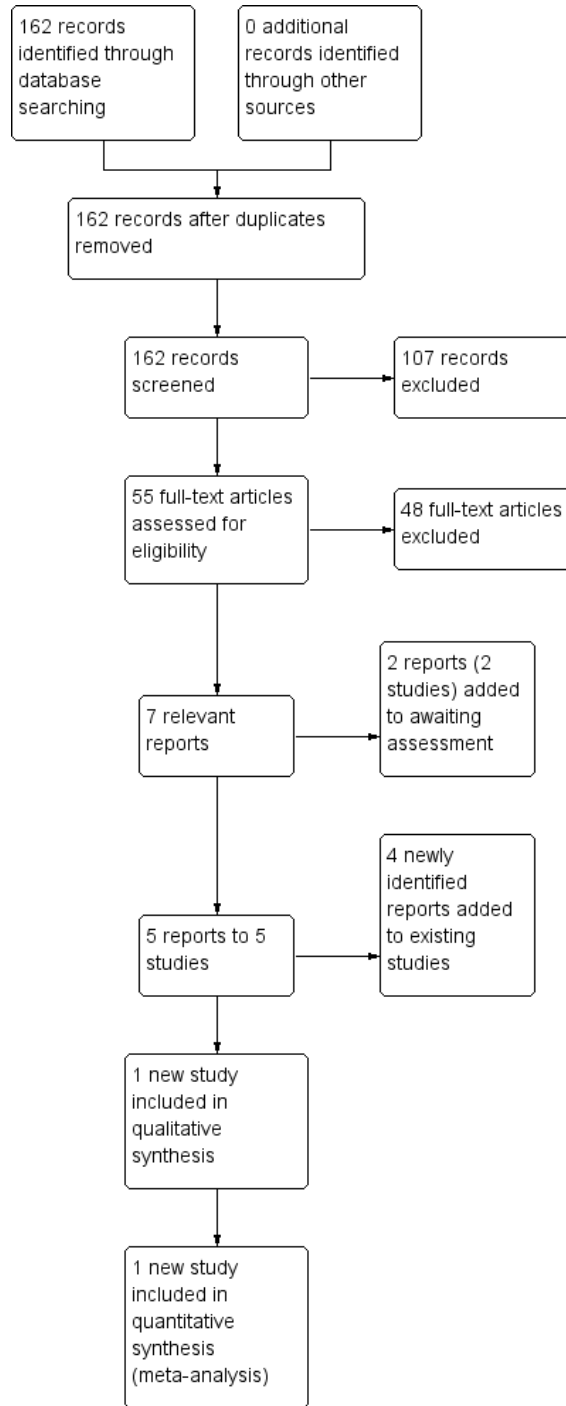 162 records
identified through
database
searching
0 additional
records identified
through other
sources
162 records after duplicates
removed
162 records
screened
107 records
excluded
55 full-text articles
assessed for
eligibility
48 full-text articles
excluded
7 relevant
reports
2 reports (2
studies) added
to awaiting
assessment
5 reports to 5
studies
4 newly
identified
reports added
to existing
studies
1 new study
included in
qualitative
synthesis
1 new study
included in
quantitative
synthesis
(meta-analysis)